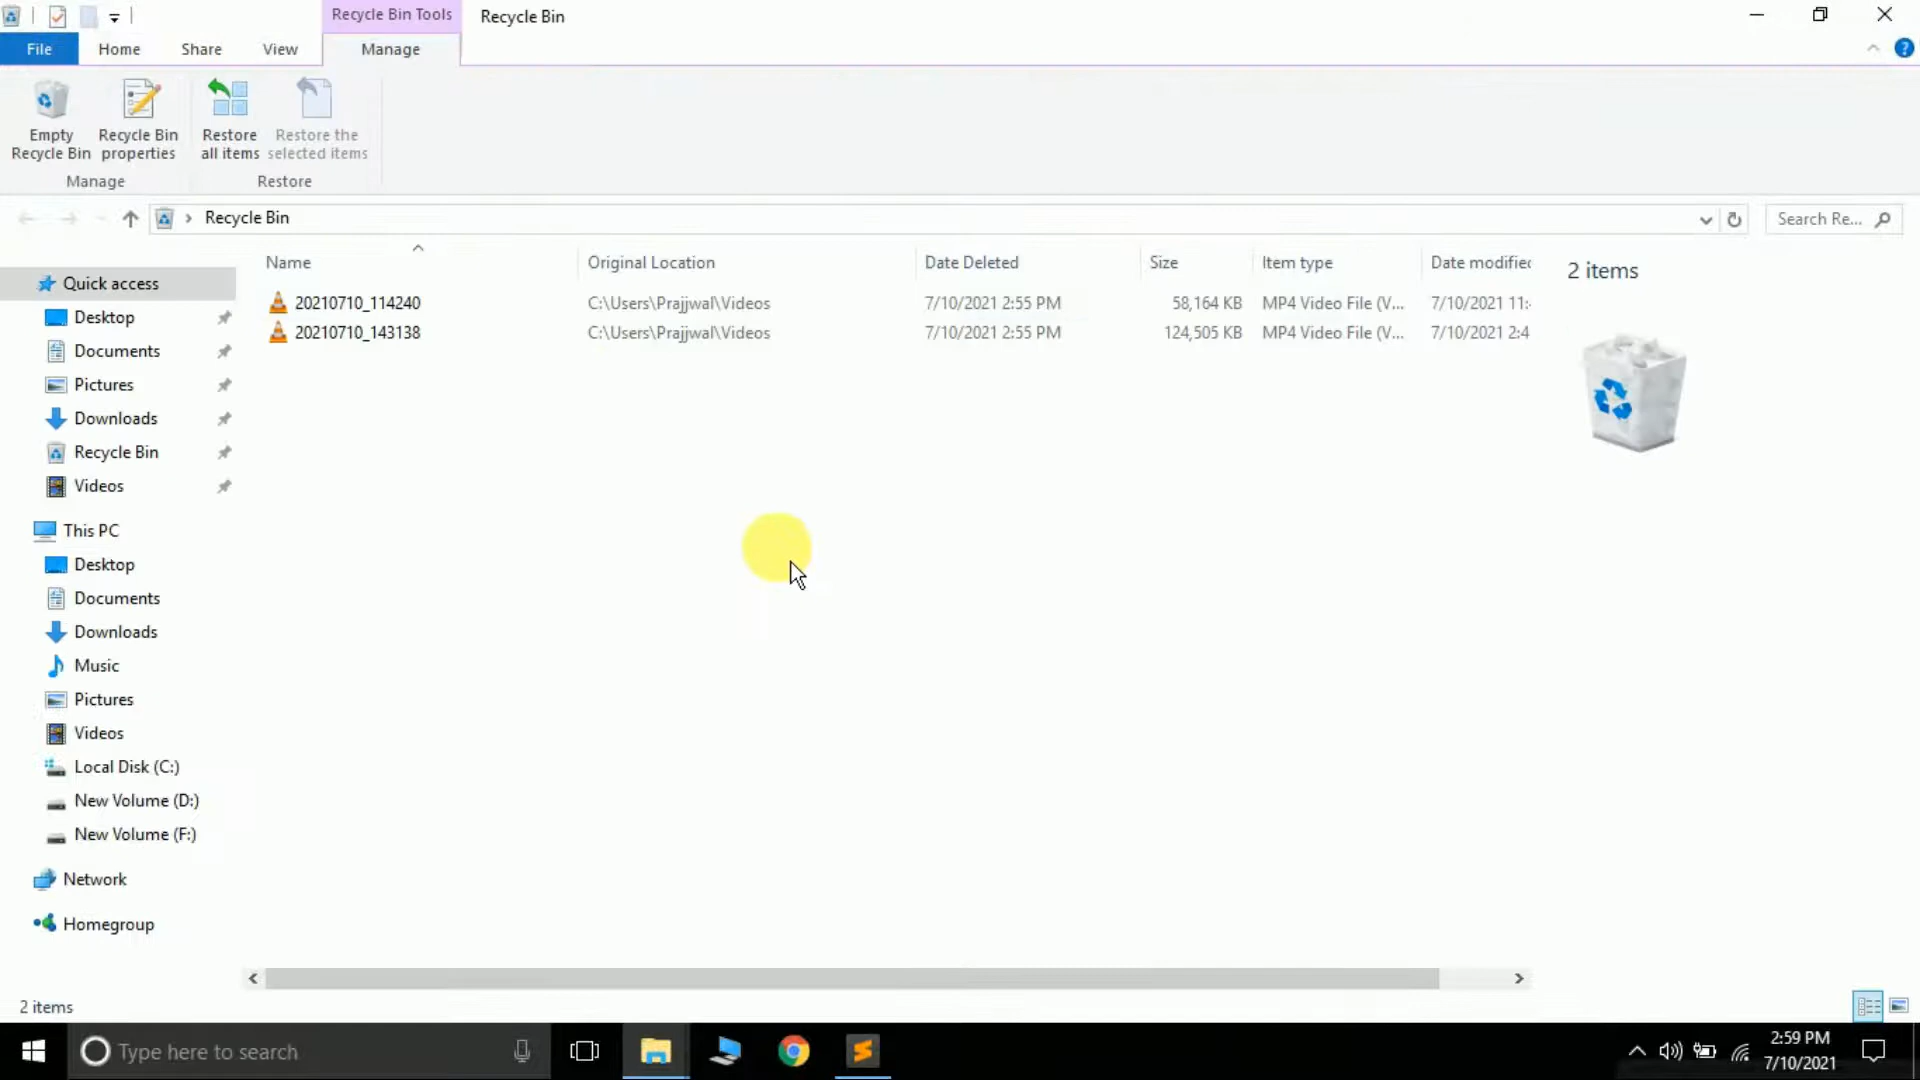 Recycle Bin Tools
Recycle Bin
File
Home
Share
View
Manage
Empty
Recycle Bin
Recycle Bin
properties
Restore
all items
Restore the
selected items
Manage
Restore
Recycle Bin
Search Re...
Name
Original Location
Date Deleted
Size
Item type
Date modified
2 items
20210710_114240
C:\Users\Prajjwal\Videos
7/10/2021 2:55 PM
58,164 KB
MP4 Video File (V...
7/10/2021 11:
20210710_143138
C:\Users\Prajjwal\Videos
7/10/2021 2:55 PM
124,505 KB
MP4 Video File (V...
7/10/2021 2:4
Quick access
Desktop
Documents
Pictures
Downloads
Recycle Bin
Videos
This PC
Desktop
Documents
Downloads
Music
Pictures
Videos
Local Disk (C:)
New Volume (D:)
New Volume (F:)
Network
Homegroup
2 items
Type here to search
2:59 PM
7/10/2021